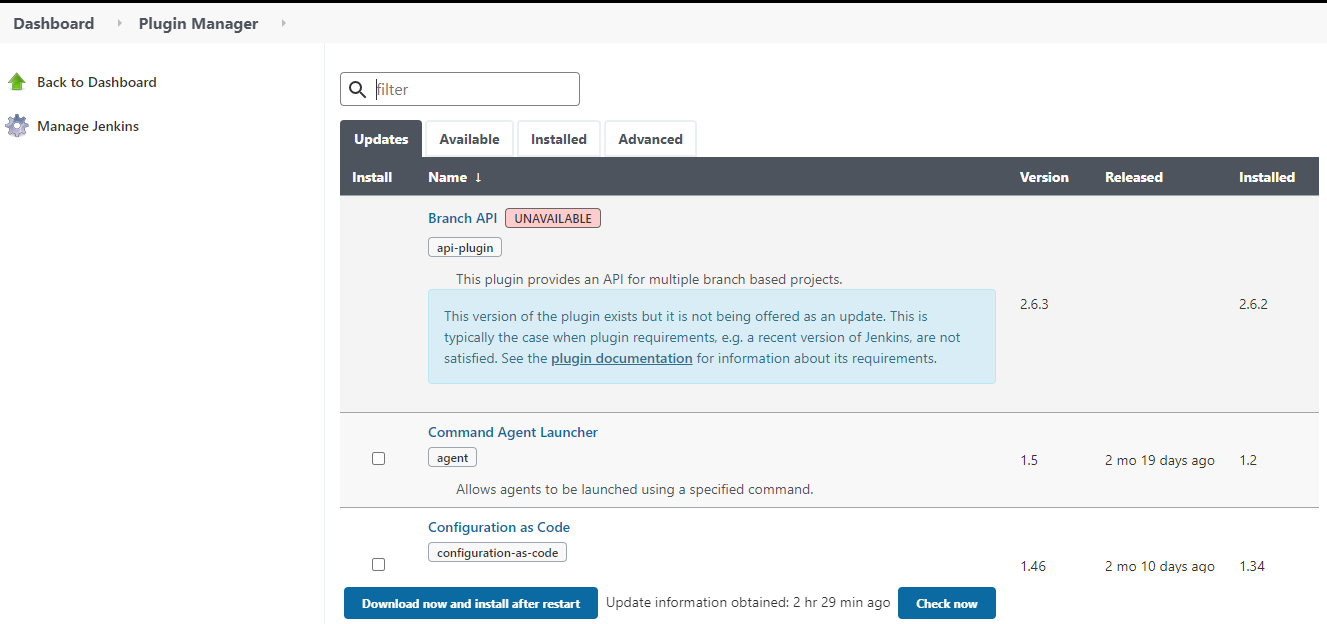 Dashboard Plugin Manager
Back to Dashboard
Manage Jenkins
filter
Updates Available Installed Advanced
Install Name ↓ Version Released Installed
Branch API UNAVAILABLE
api-plugin
This plugin provides an API for multiple branch based projects.
This version of the plugin exists but it is not being offered as an update. This is
typically the case when plugin requirements, e.g. a recent version of Jenkins, are not
satisfied. See the plugin documentation for information about its requirements.
2.6.3 2.6.2
Command Agent Launcher
agent
Allows agents to be launched using a specified command.
1.5 2 mo 19 days ago 1.2
Configuration as Code
configuration-as-code
1.46 2 mo 10 days ago 1.34
Download now and install after restart Update information obtained: 2 hr 29 min ago Check now